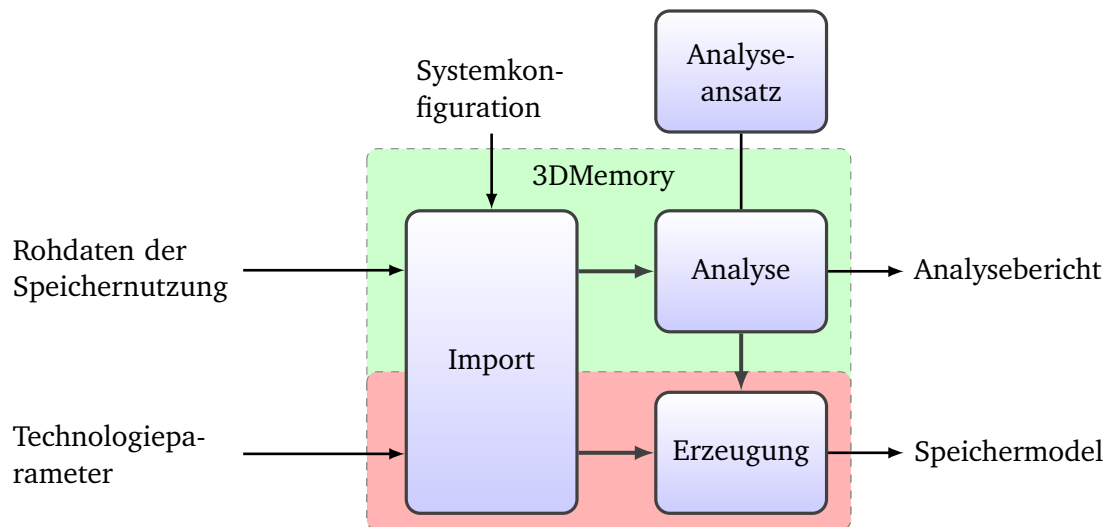 Analyse-
ansatz
Systemkon-
figuration
3DMemory
Rohdaten der
Speichernutzung
Analyse
Analysebericht
Import
Technologiepa-
rameter
Erzeugung
Speichermodel